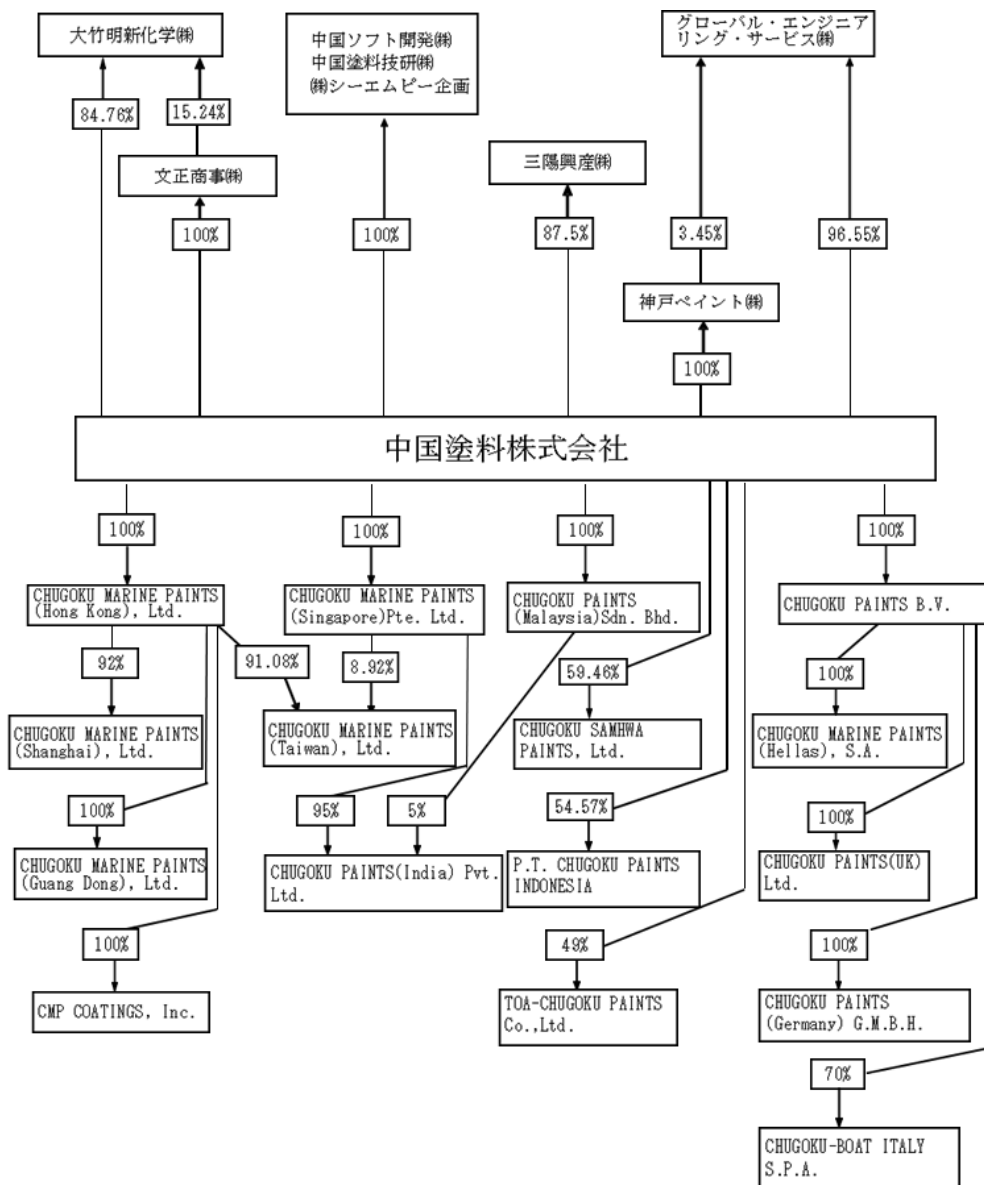 大竹明新化学㈱
中国ソフト開発㈱
中国塗料技研㈱
㈱シーエムピー企画
グローバル・エンジニア
リング・サービス㈱
84.76%
15.24%
文正商事㈱
三陽興産㈱
100%
100%
87.5%
3.45%
96.55%
神戸ペイント㈱
100%
中国塗料株式会社
100%
100%
100%
100%
CHUGOKU MARINE PAINTS
(Hong Kong), Ltd.
CHUGOKU MARINE PAINTS
(Singapore)Pte. Ltd.
CHUGOKU PAINTS
(Malaysia)Sdn. Bhd.
CHUGOKU PAINTS B.V.
92%
91.08%
8.92%
59.46%
100%
CHUGOKU MARINE PAINTS
(Shanghai), Ltd.
CHUGOKU MARINE PAINTS
(Taiwan), Ltd.
CHUGOKU SAMHWA
PAINTS, Ltd.
CHUGOKU MARINE PAINTS
(Hellas), S.A.
100%
95%
5%
54.57%
100%
CHUGOKU MARINE PAINTS
(Guang Dong), Ltd.
CHUGOKU PAINTS(India) Pvt.
Ltd.
P.T. CHUGOKU PAINTS
INDONESIA
CHUGOKU PAINTS(UK)
Ltd.
100%
49%
100%
CMP COATINGS, Inc.
TOA-CHUGOKU PAINTS
Co.,Ltd.
CHUGOKU PAINTS
(Germany) G.M.B.H.
70%
CHUGOKU-BOAT ITALY
S.P.A.